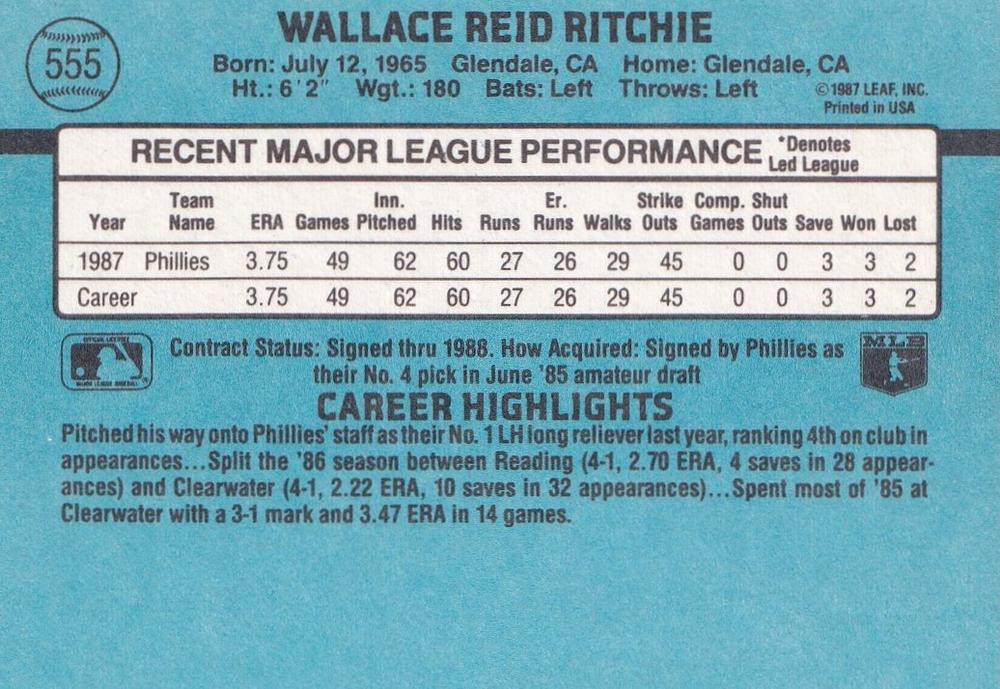 555
WALLACE REID RITCHIE
Born: July 12, 1965 Glendale, CA Home: Glendale, CA
Ht.: 6'2" Wgt.: 180 Bats: Left Throws: Left
©1987 LEAF, INC.
Printed in USA
RECENT MAJOR LEAGUE PERFORMANCE *Denotes Led League
Year Team Name ERA Games Inn. Pitched Hits Runs Er. Runs Walks Strike Outs Comp. Games Shut Outs Save Won Lost
1987 Phillies 3.75 49 62 60 27 26 29 45 0 0 3 3 2
Career 3.75 49 62 60 27 26 29 45 0 0 3 3 2
MLB
Contract Status: Signed thru 1988. How Acquired: Signed by Phillies as
their No. 4 pick in June '85 amateur draft
CAREER HIGHLIGHTS
Pitched his way onto Phillies' staff as their No. 1 LH long reliever last year, ranking 4th on club in
appearances...Split the '86 season between Reading (4-1, 2.70 ERA, 4 saves in 28 appear-
ances) and Clearwater (4-1, 2.22 ERA, 10 saves in 32 appearances)...Spent most of '85 at
Clearwater with a 3-1 mark and 3.47 ERA in 14 games.